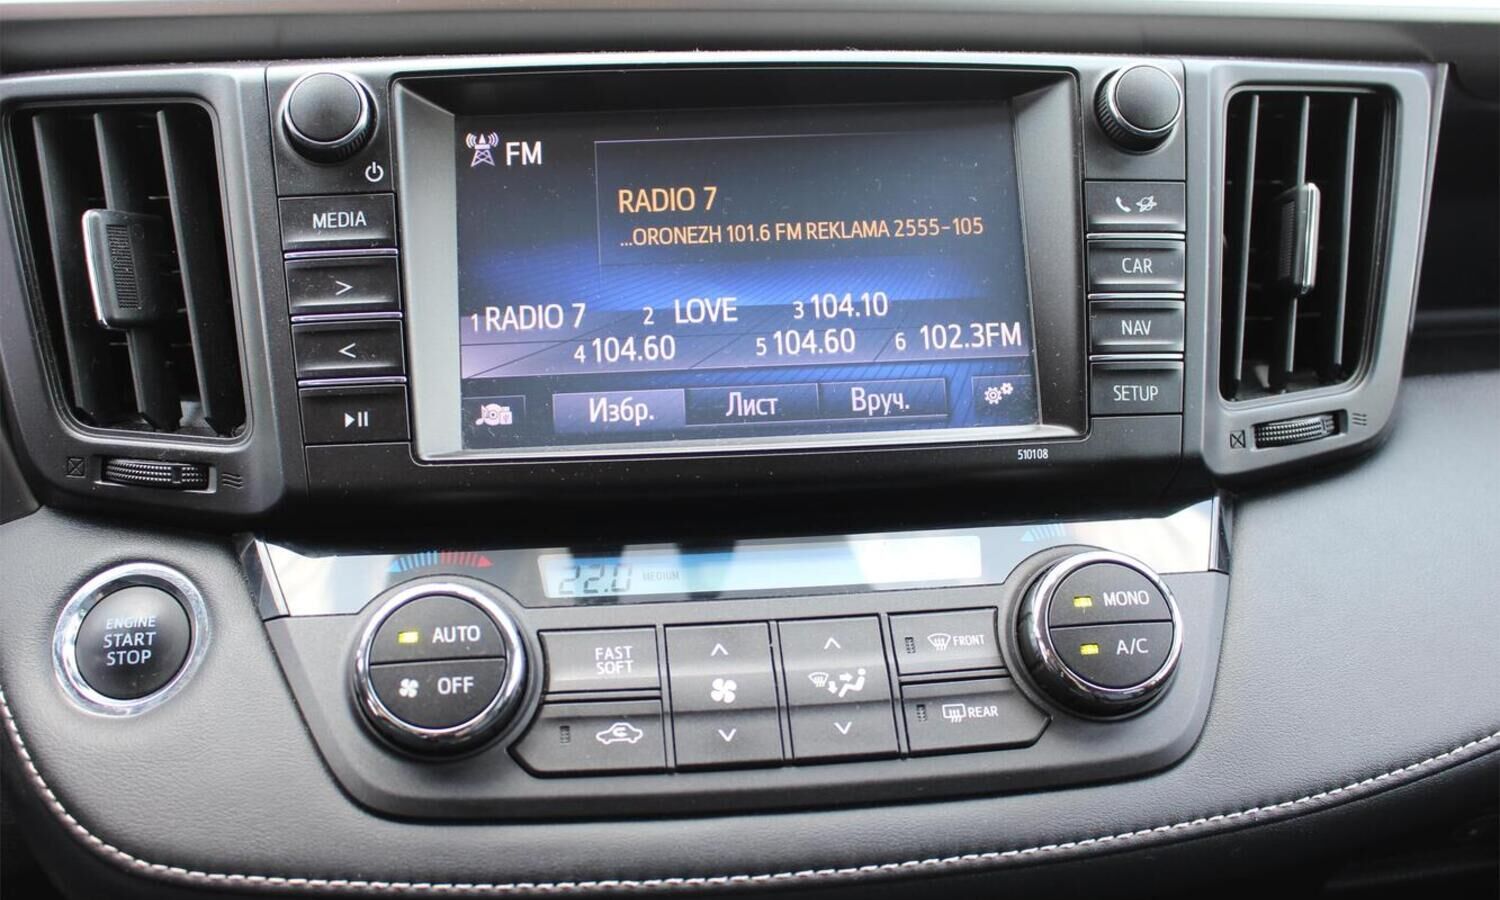 FM
RADIO 7
...ORONEZH 101.6 FM REKLAMA 2555-105
1 RADIO 7 2 LOVE 3 104.10
4 104.60 5 104.60 6 102.3FM
Избр. Лист Вруч.
MEDIA
>
<
CAR
NAV
SETUP
510108
22.0 MEDIUM
ENGINE
START
STOP
AUTO
OFF
FAST
SOFT
FRONT
REAR
MONO
A/C